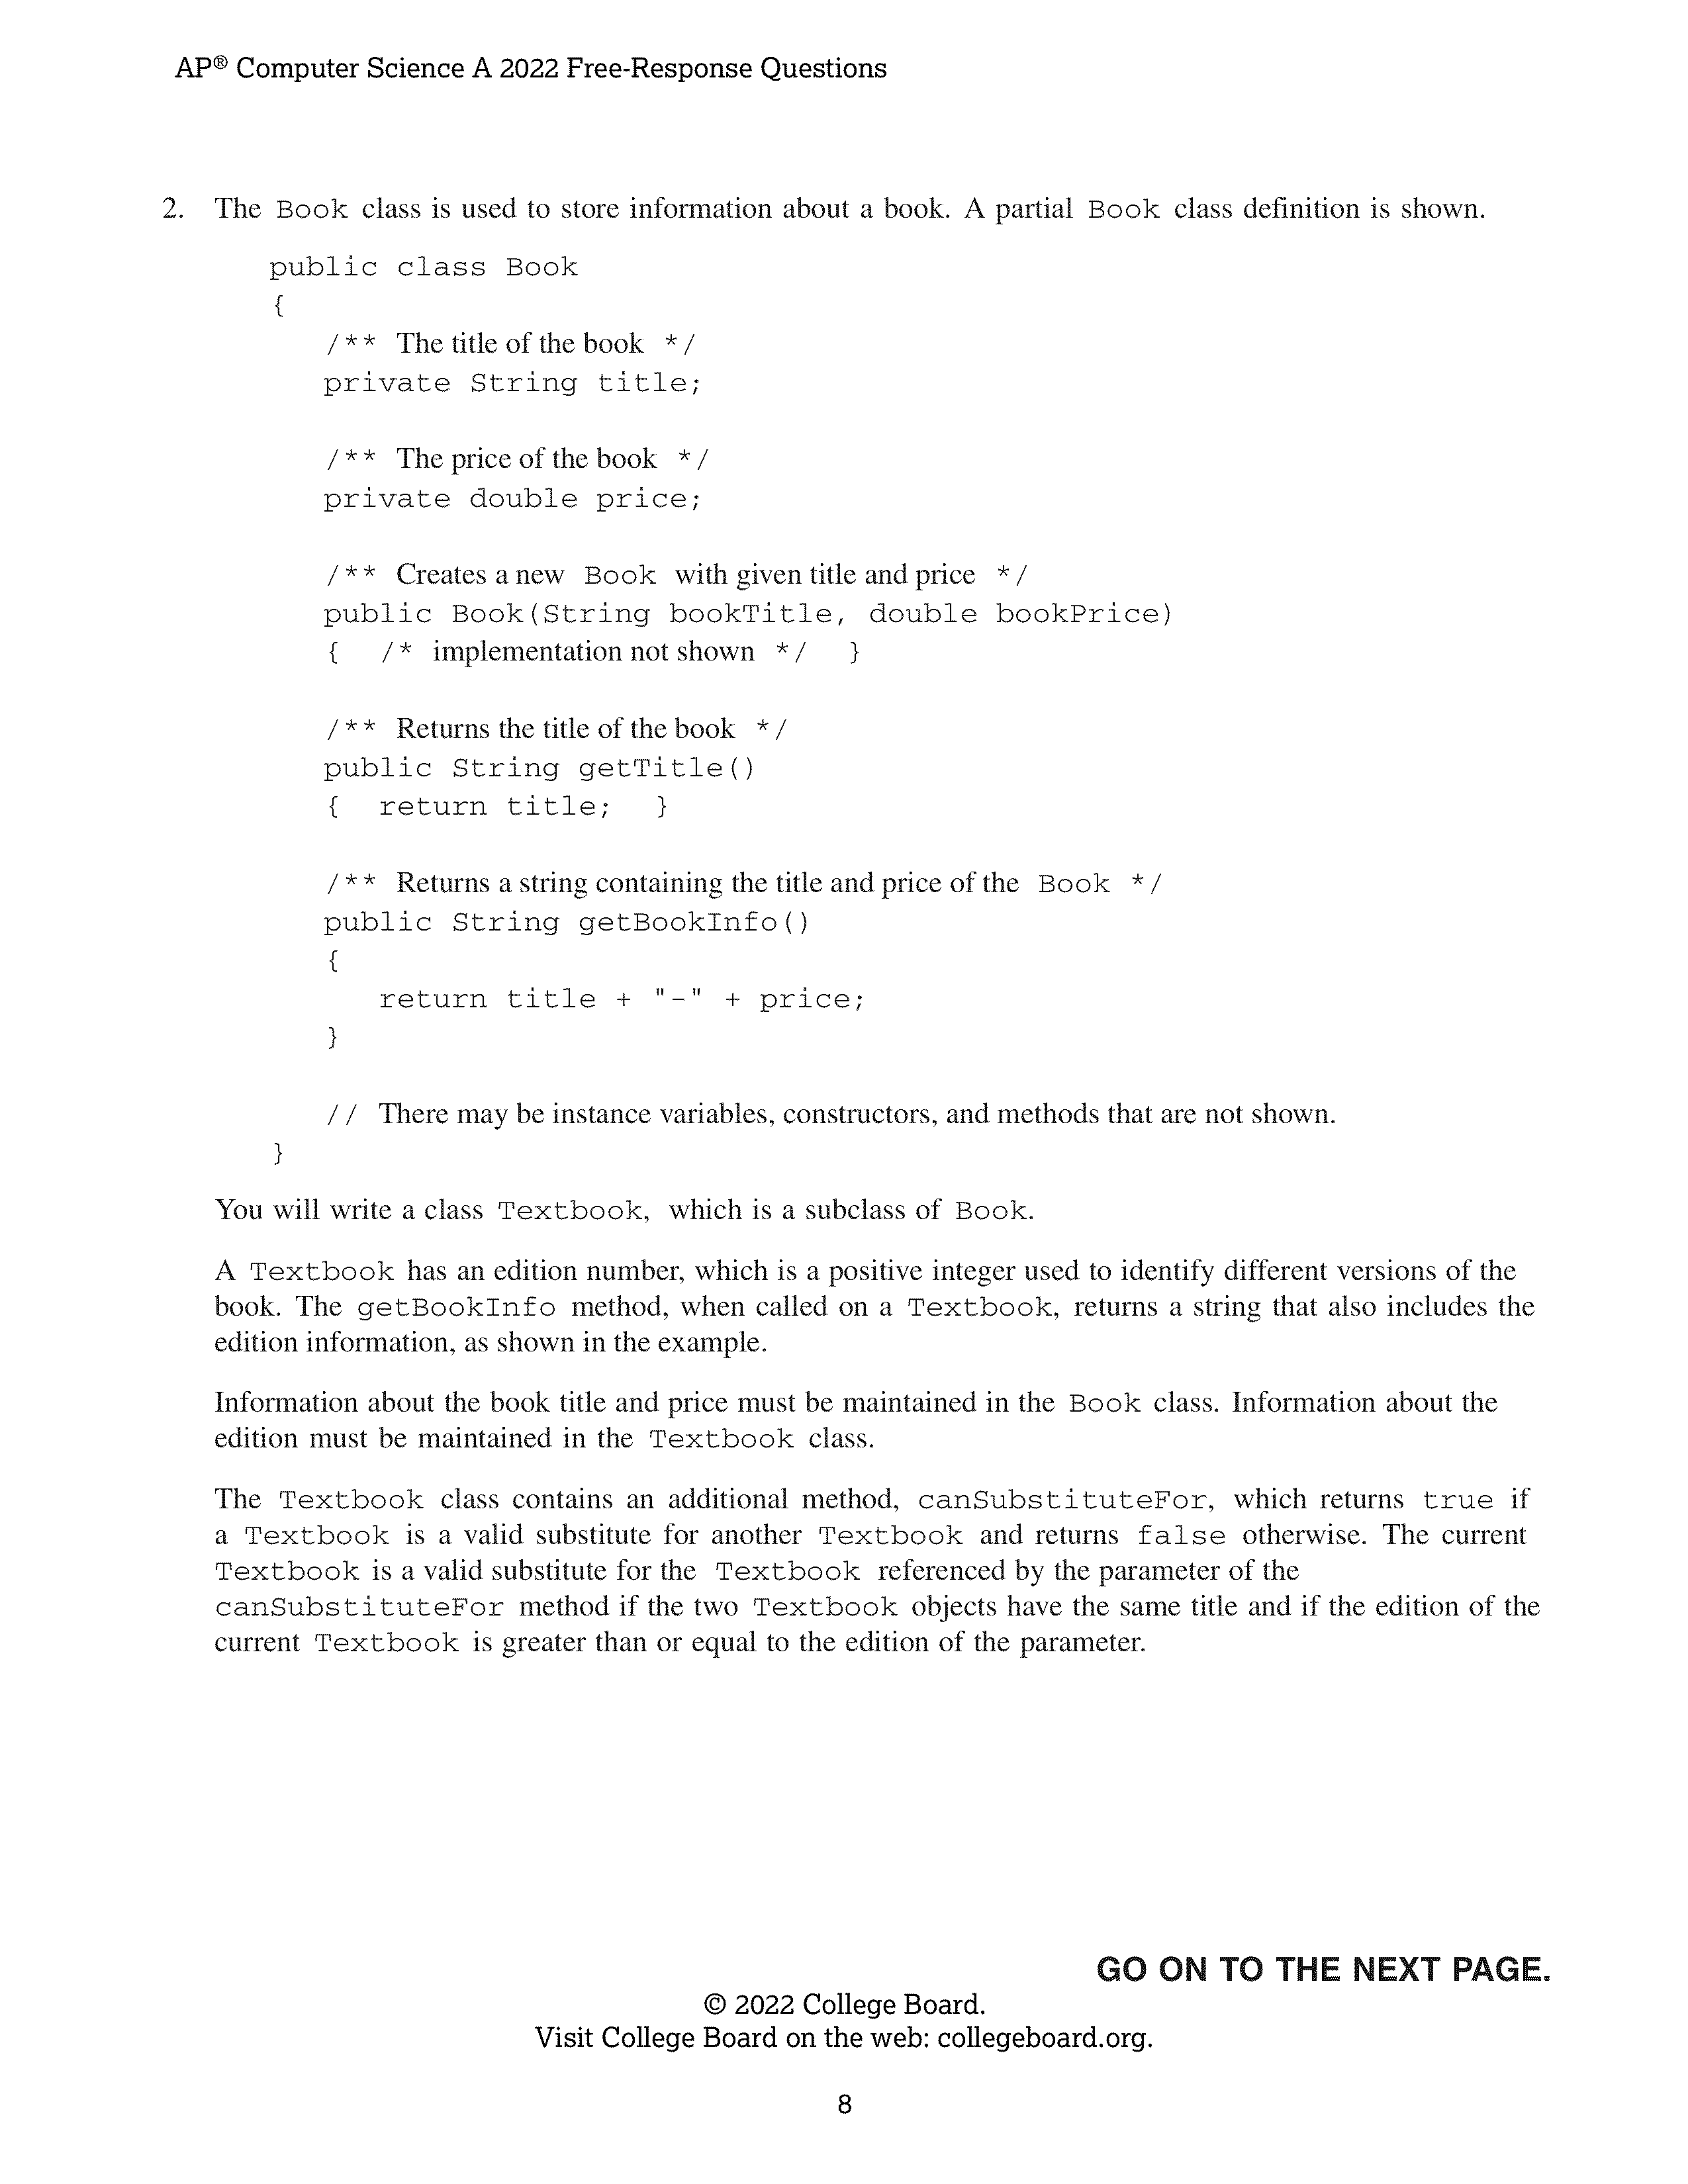 AP® Computer Science A 2022 Free-Response Questions
2. The Book class is used to store information about a book. A partial Book class definition is shown.
public class Book
{
/** The title of the book */
private String title;
/** The price of the book */
private double price;
/** Creates a new Book with given title and price */
public Book(String bookTitle, double bookPrice)
{ /* implementation not shown */ }
/** Returns the title of the book */
public String getTitle()
{ return title; }
/** Returns a string containing the title and price of the Book */
public String getBookInfo()
{
return title + "-" + price;
}
// There may be instance variables, constructors, and methods that are not shown.
}
You will write a class Textbook, which is a subclass of Book.
A Textbook has an edition number, which is a positive integer used to identify different versions of the
book. The getBookInfo method, when called on a Textbook, returns a string that also includes the
edition information, as shown in the example.
Information about the book title and price must be maintained in the Book class. Information about the
edition must be maintained in the Textbook class.
The Textbook class contains an additional method, canSubstituteFor, which returns true if
a Textbook is a valid substitute for another Textbook and returns false otherwise. The current
Textbook is a valid substitute for the Textbook referenced by the parameter of the
canSubstituteFor method if the two Textbook objects have the same title and if the edition of the
current Textbook is greater than or equal to the edition of the parameter.
GO ON TO THE NEXT PAGE.
© 2022 College Board.
Visit College Board on the web: collegeboard.org.
8